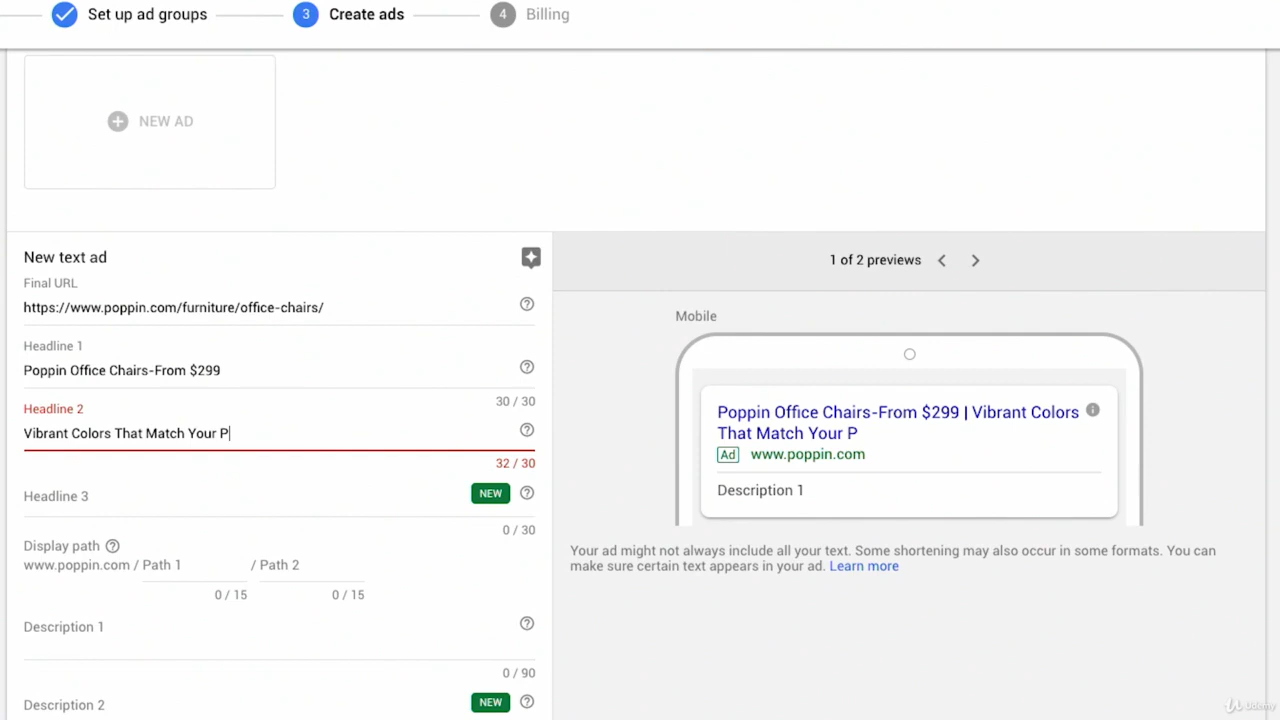 Set up ad groups
3 Create ads
4 Billing
NEW AD
New text ad
Final URL
https://www.poppin.com/furniture/office-chairs/
Headline 1
Poppin Office Chairs-From $299
30 / 30
Headline 2
Vibrant Colors That Match Your P
32 / 30
Headline 3 NEW
0 / 30
Display path
www.poppin.com / Path 1 / Path 2
0 / 15 0 / 15
Description 1
0 / 90
Description 2 NEW
1 of 2 previews
Mobile
Poppin Office Chairs-From $299 | Vibrant Colors
That Match Your P
Ad www.poppin.com
Description 1
Your ad might not always include all your text. Some shortening may also occur in some formats. You can
make sure certain text appears in your ad. Learn more
Udemy